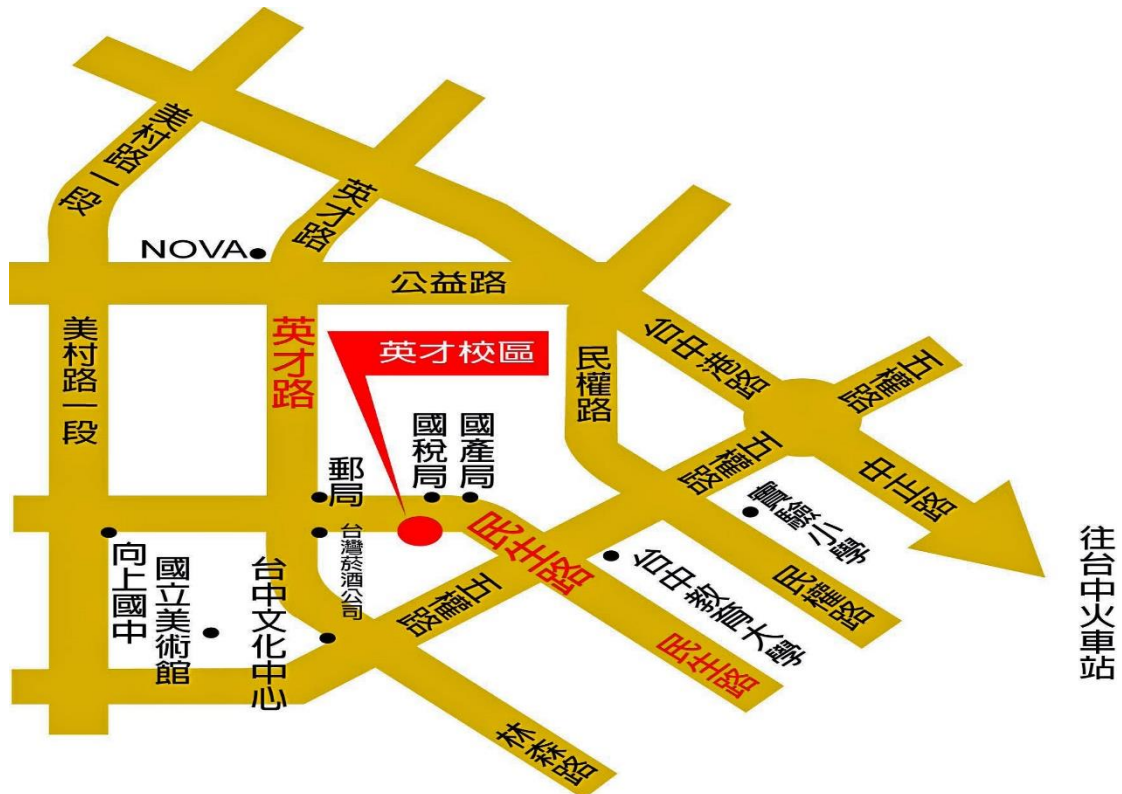 美村路一段
英才路
NOVA
公益路
美村路一段
英才路
英才校區
民權路
台中港路
五權路
五權路
中正路
國稅局
國產局
郵局
台灣菸酒公司
民生路
實驗小學
往台中火車站
向上國中
國立美術館
台中文化中心
五權路
台中教育大學
民權路
民生路
林森路